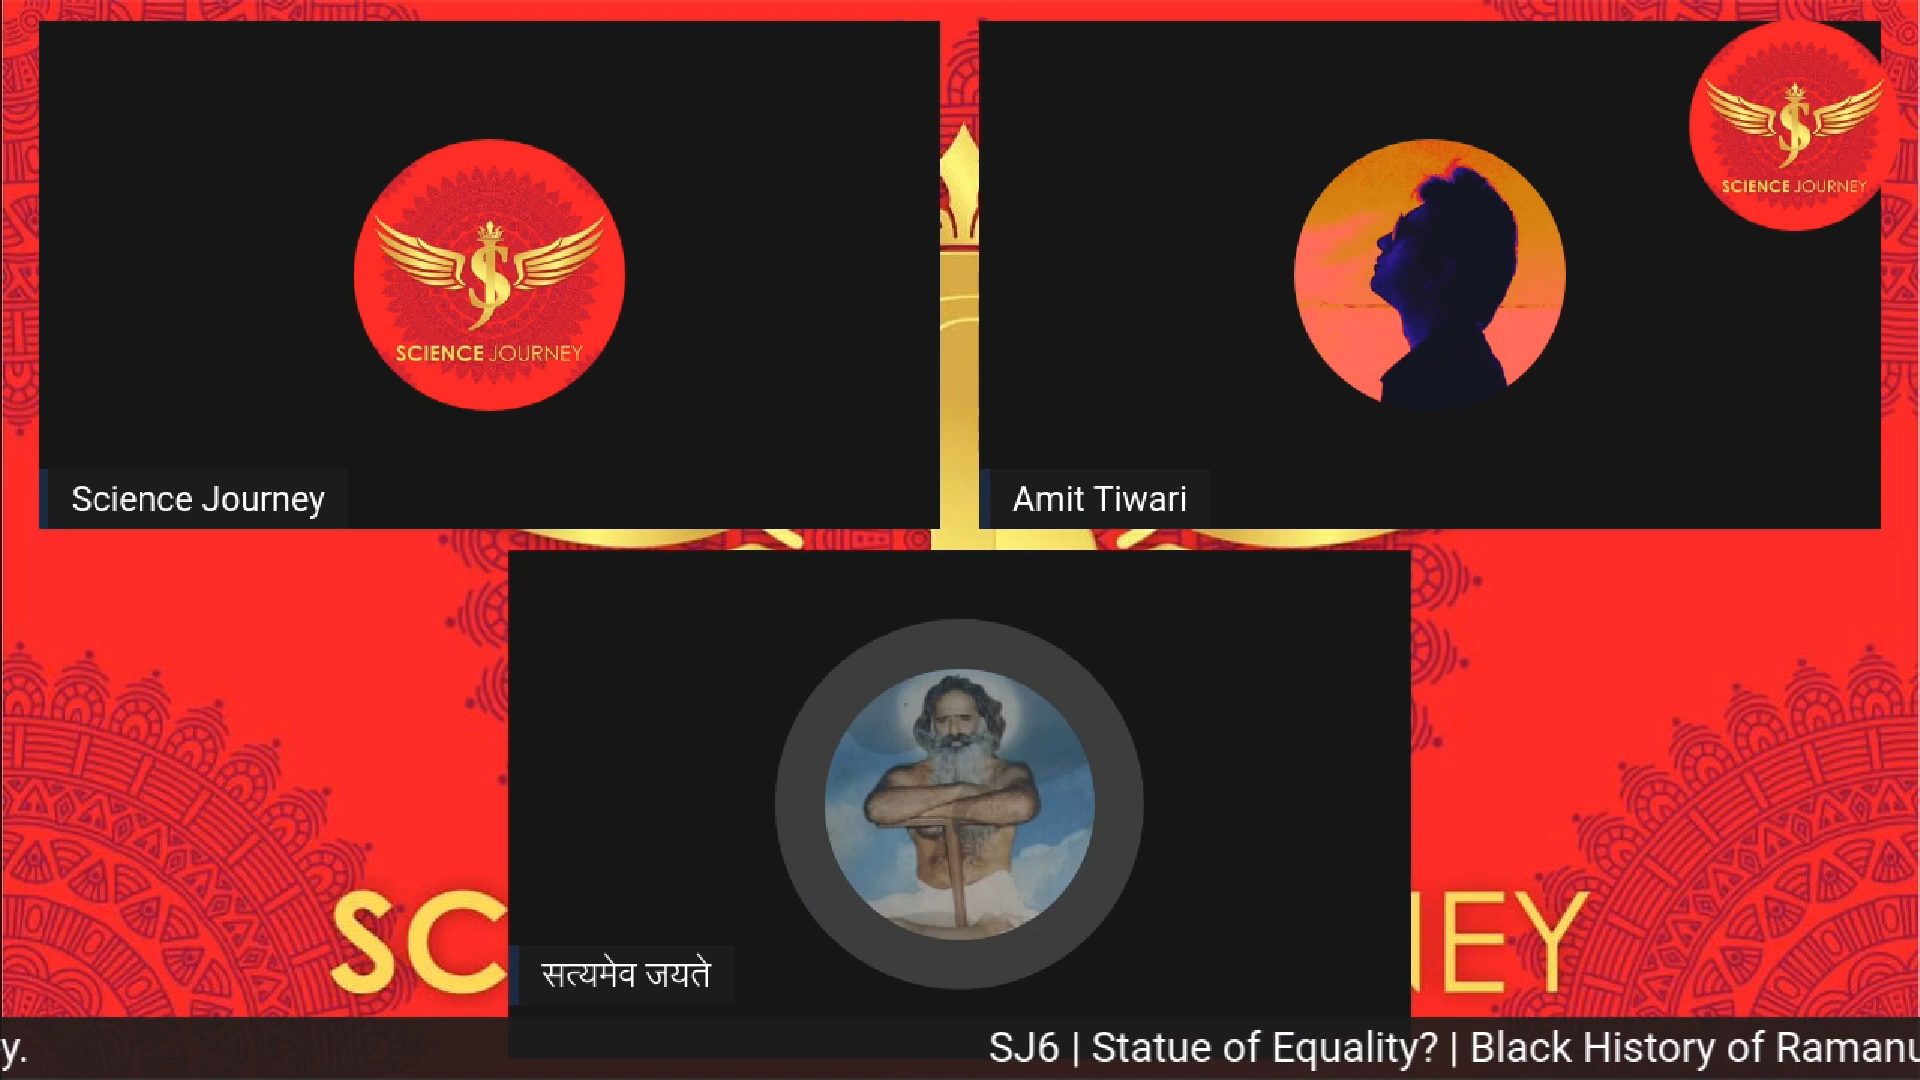 SCIENCE JOURNEY
SCIENCE JOURNEY
Science Journey
Amit Tiwari
SC
NEY
सत्यमेव जयते
y.
SJ6 | Statue of Equality? | Black History of Ramanu